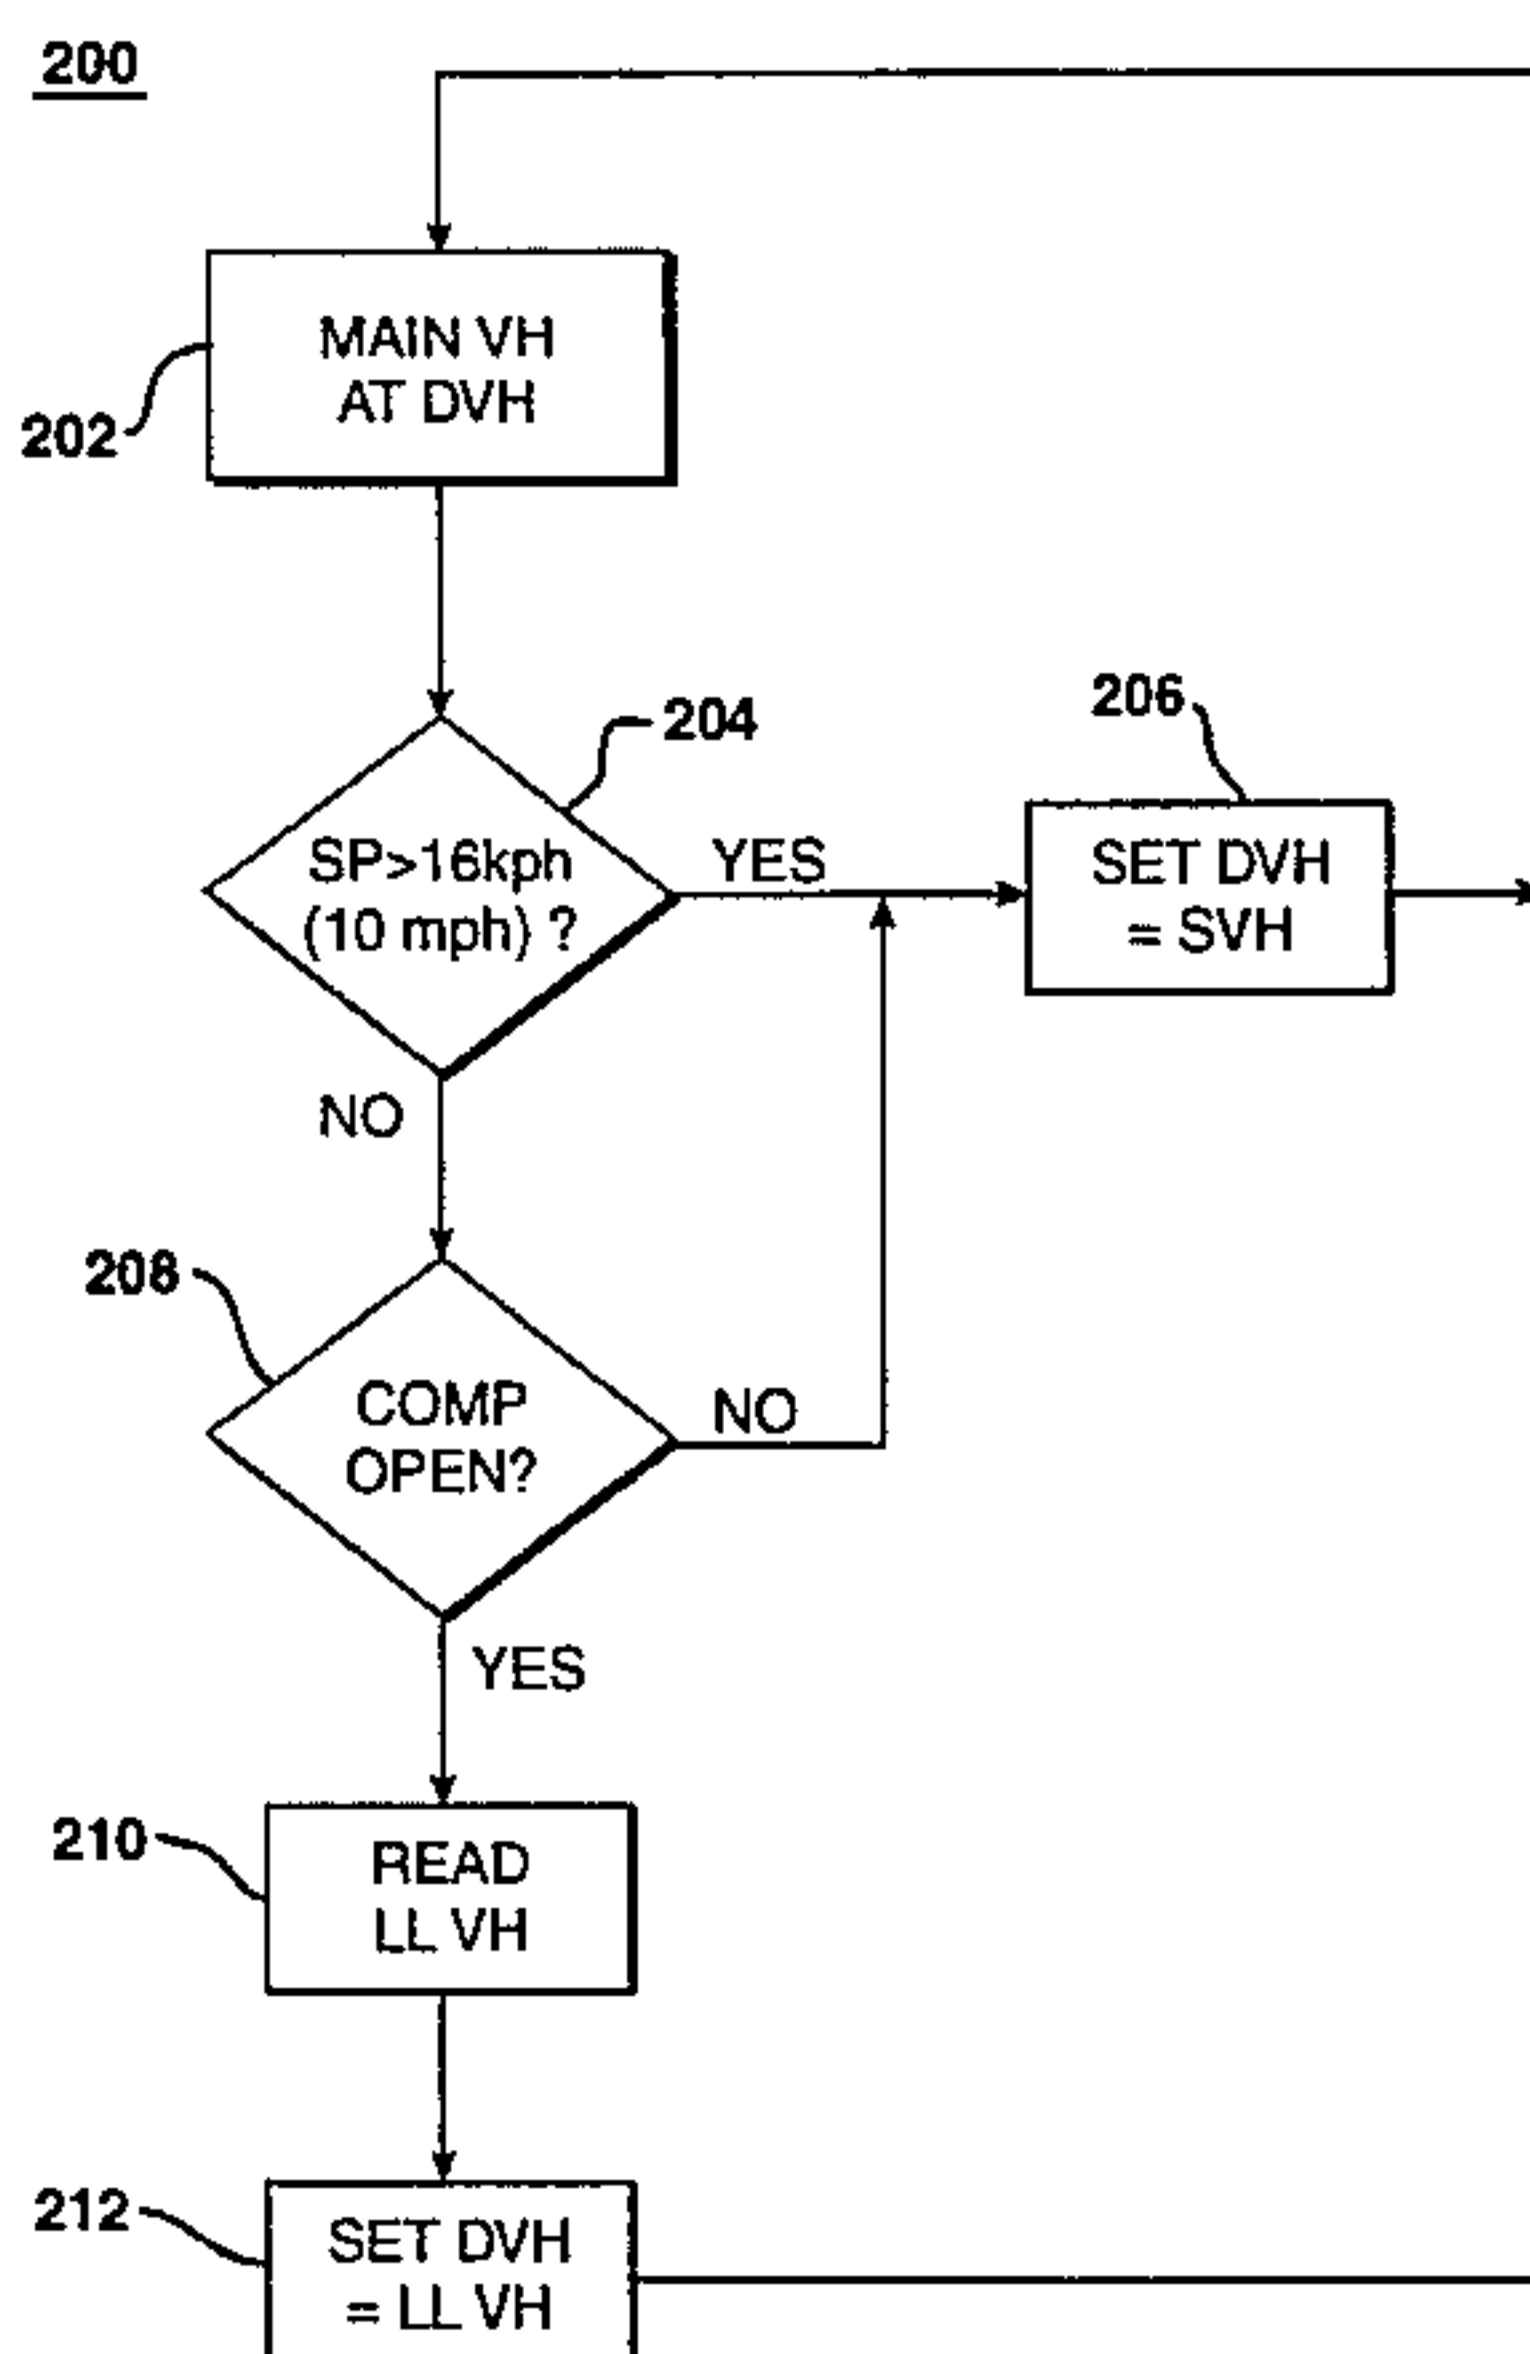 200
MAIN VH
AT DVH
202
204
206
SP>16kph
(10 mph) ?
YES
SET DVH
= SVH
NO
208
COMP
OPEN?
NO
YES
210
READ
LL VH
212
SET DVH
= LL VH